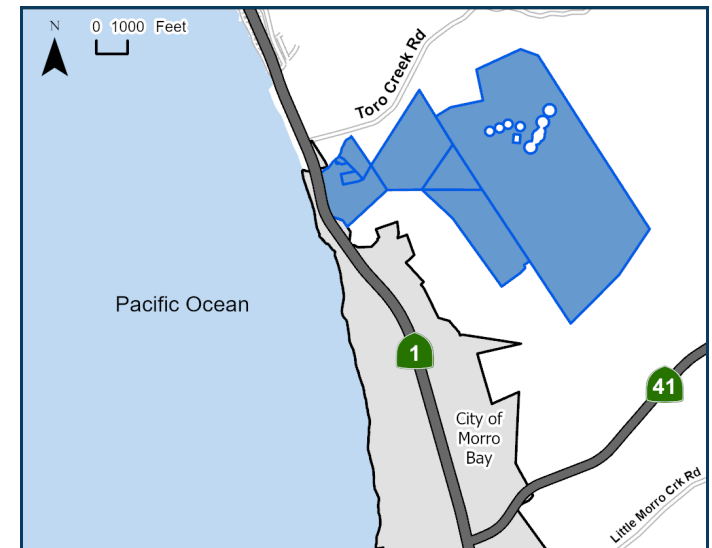 N
0 1000 Feet
Toro Creek Rd
Pacific Ocean
1
41
City of
Morro
Bay
Little Morro Crk Rd